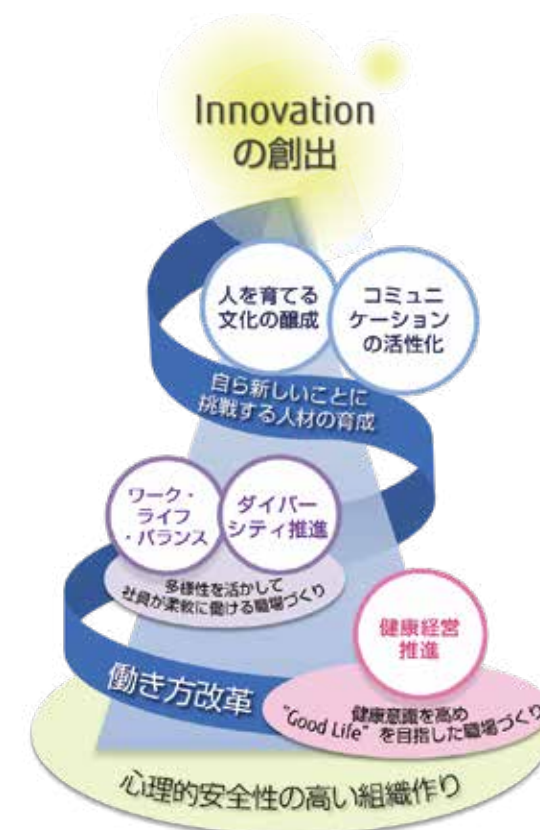 Innovation
の創出
人を育てる
文化の醸成
コミュニ
ケーション
の活性化
自ら新しいことに
挑戦する人材の育成
ワーク・
ライフ
・バランス
ダイバー
シティ推進
多様性を活かして
社員が柔軟に働ける職場づくり
健康経営
推進
働き方改革
健康意識を高め
"Good Life" を目指した職場づくり
心理的安全性の高い組織作り